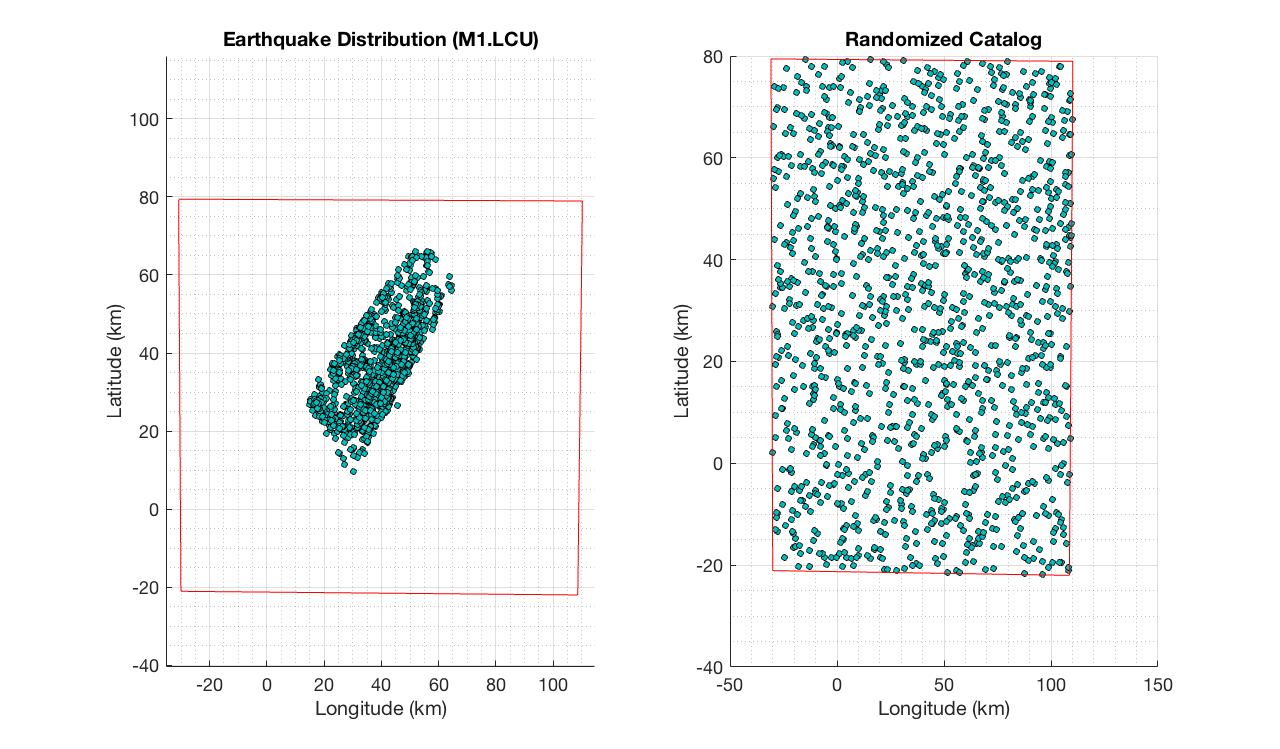 Earthquake Distribution (M1.LCU)
100
80
60
40
20
0
-20
-40
-20 0 20 40 60 80 100
Latitude (km)
Longitude (km)
Randomized Catalog
80
60
40
20
0
-20
-40
-50 0 50 100 150
Latitude (km)
Longitude (km)